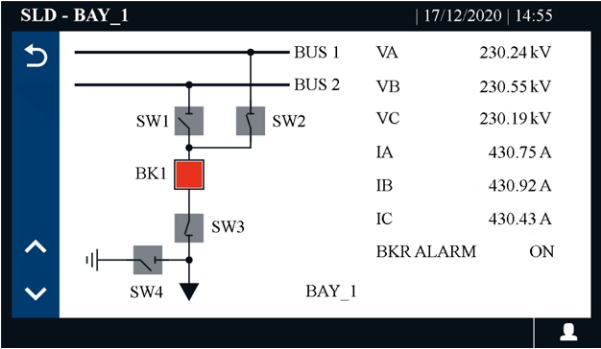 SLD - BAY_1 | 17/12/2020 | 14:55
BUS 1 VA 230.24 kV
BUS 2 VB 230.55 kV
SW1 SW2 VC 230.19 kV
IA 430.75 A
BK1 IB 430.92 A
SW3 IC 430.43 A
BKR ALARM ON
SW4 BAY_1